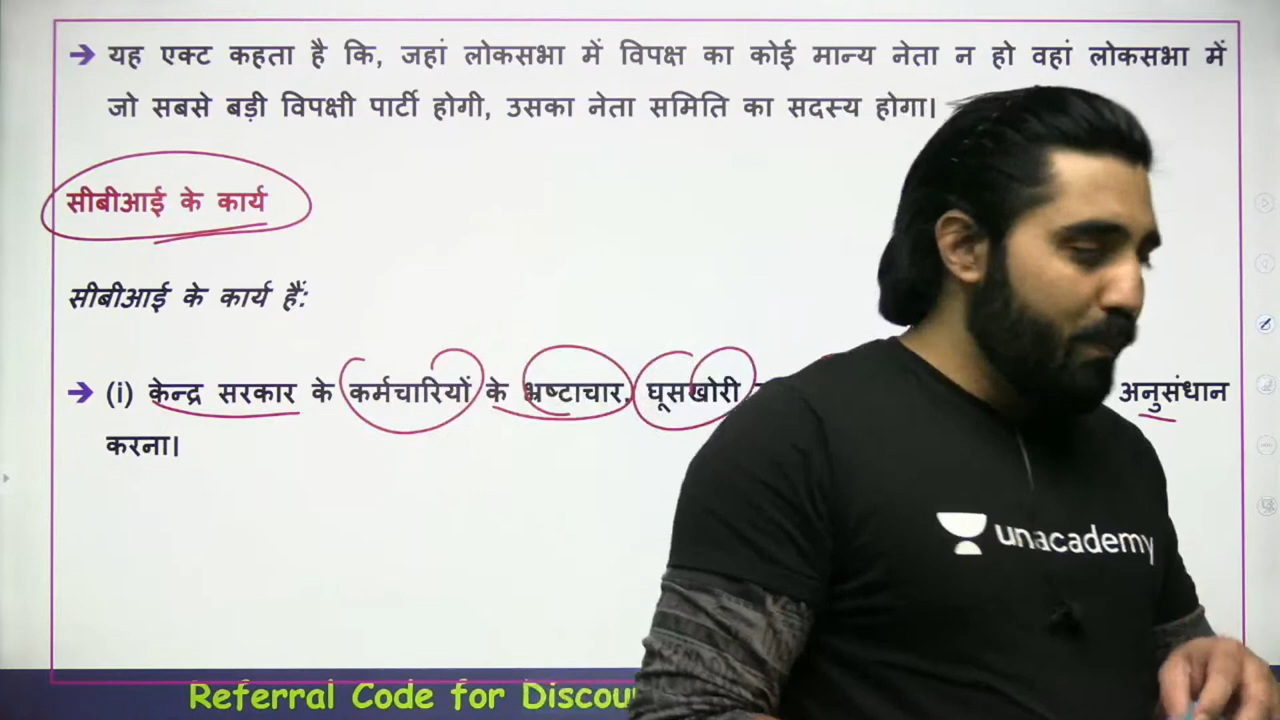 यह एक्ट कहता है कि, जहां लोकसभा में विपक्ष का कोई मान्य नेता न हो वहां लोकसभा में
जो सबसे बड़ी विपक्षी पार्टी होगी, उसका नेता समिति का सदस्य होगा।
सीबीआई के कार्य
सीबीआई के कार्य हैं:
(i) केन्द्र सरकार के कर्मचारियों के भ्रष्टाचार, घूसखोरी अनुसंधान
करना।
unacademy
Referral Code for